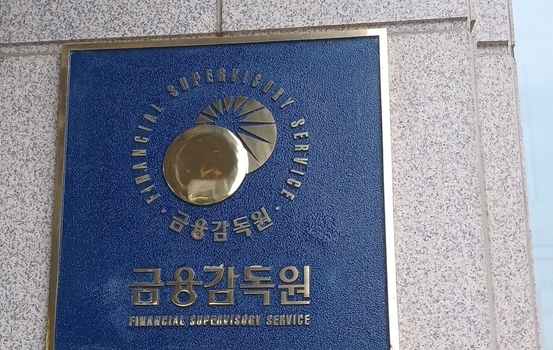 FINANCIAL SUPERVISORY SERVICE
· 금융감독원 ·
금융감독원
FINANCIAL SUPERVISORY SERVICE